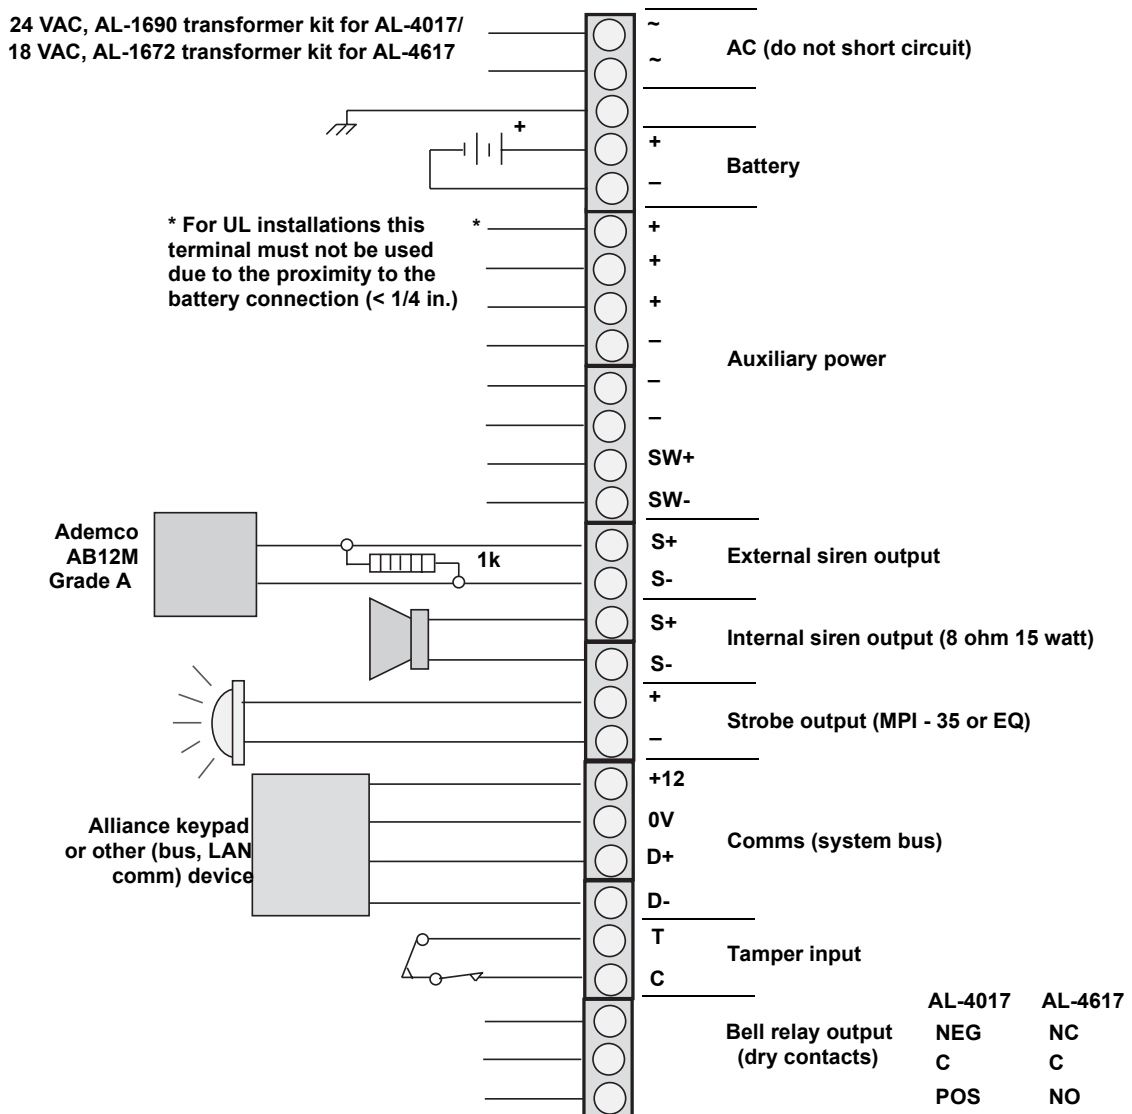 24 VAC, AL-1690 transformer kit for AL-4017/
18 VAC, AL-1672 transformer kit for AL-4617
~
~
AC (do not short circuit)
+
+
–
Battery
* For UL installations this
terminal must not be used
due to the proximity to the
battery connection (< 1/4 in.)
*
+
+
+
–
–
–
SW+
SW-
Auxiliary power
Ademco
AB12M
Grade A
1k
S+
S-
External siren output
S+
S-
Internal siren output (8 ohm 15 watt)
+
–
Strobe output (MPI - 35 or EQ)
Alliance keypad
or other (bus, LAN
comm) device
+12
0V
D+
D-
Comms (system bus)
T
C
Tamper input
Bell relay output
(dry contacts)
AL-4017 AL-4617
NEG NC
C C
POS NO